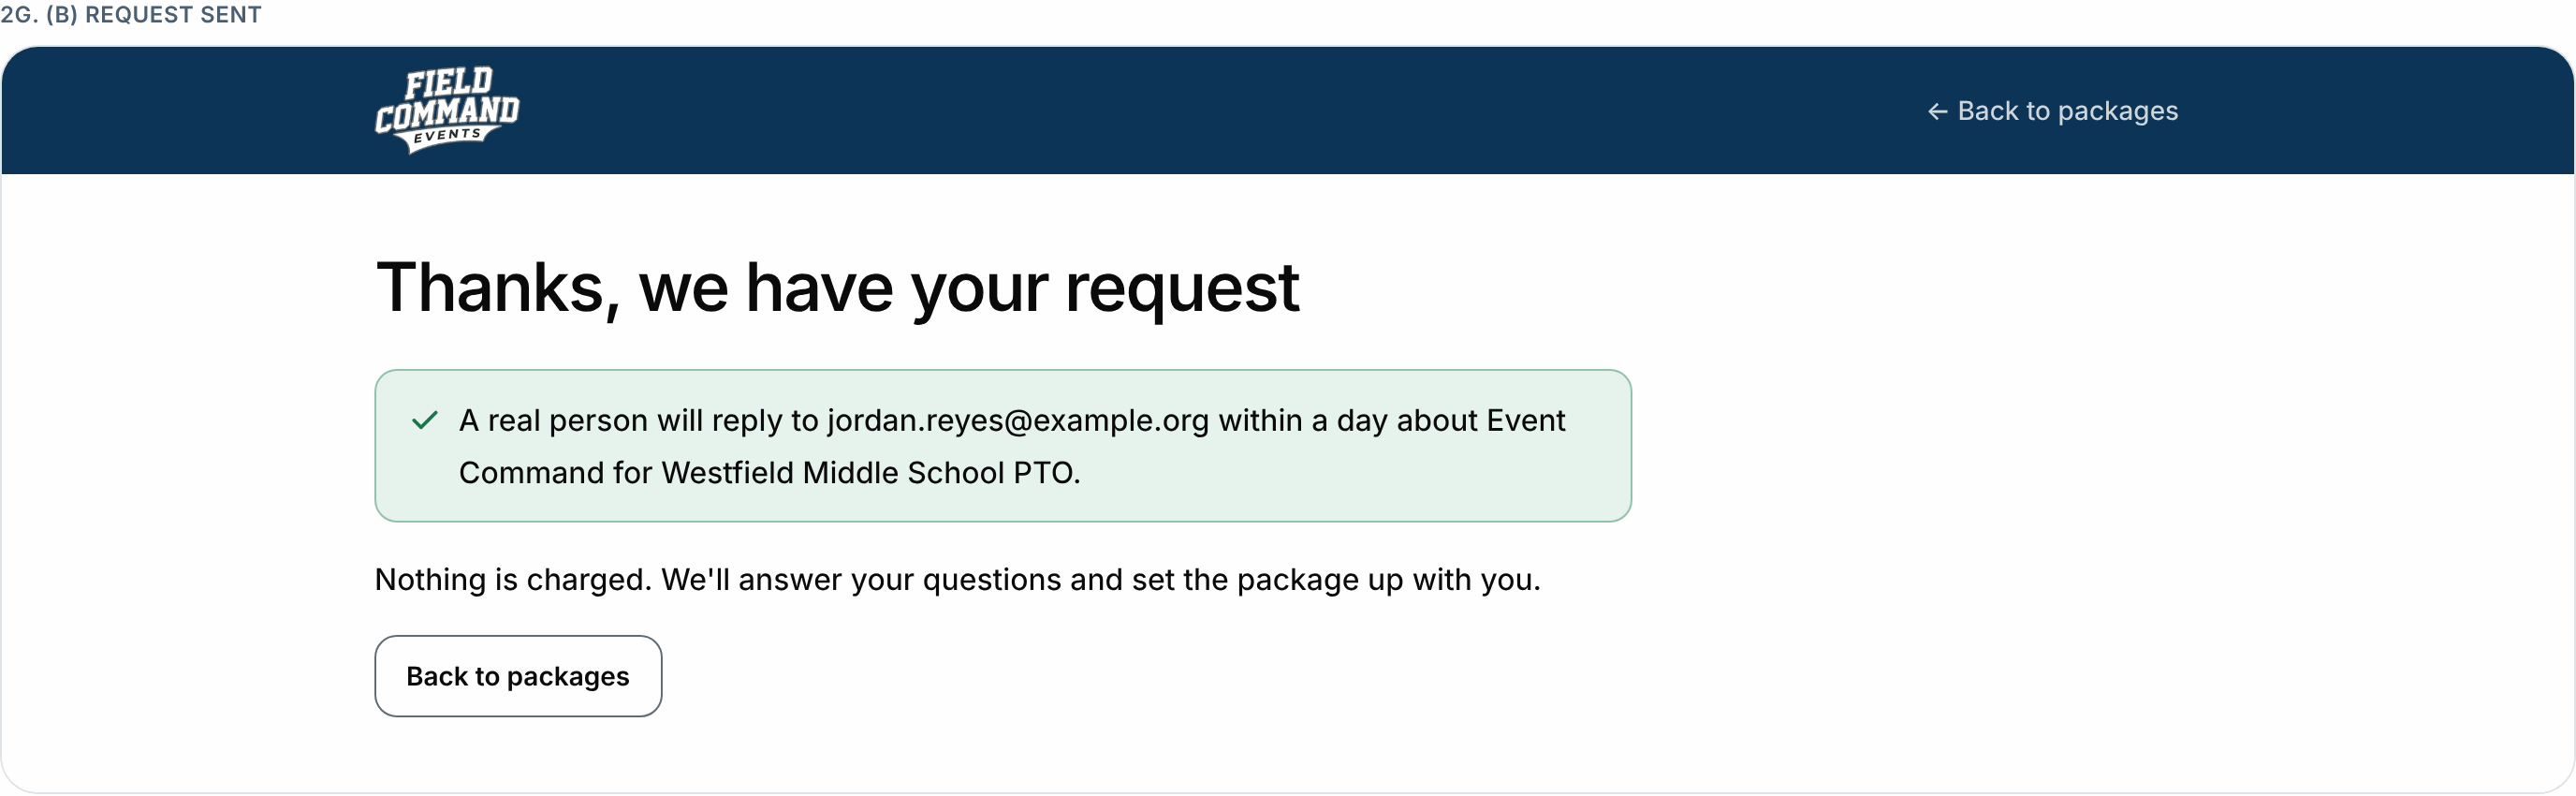 2G. (B) REQUEST SENT
FIELD
COMMAND
EVENTS
← Back to packages
Thanks, we have your request
A real person will reply to jordan.reyes@example.org within a day about Event
Command for Westfield Middle School PTO.
Nothing is charged. We'll answer your questions and set the package up with you.
Back to packages